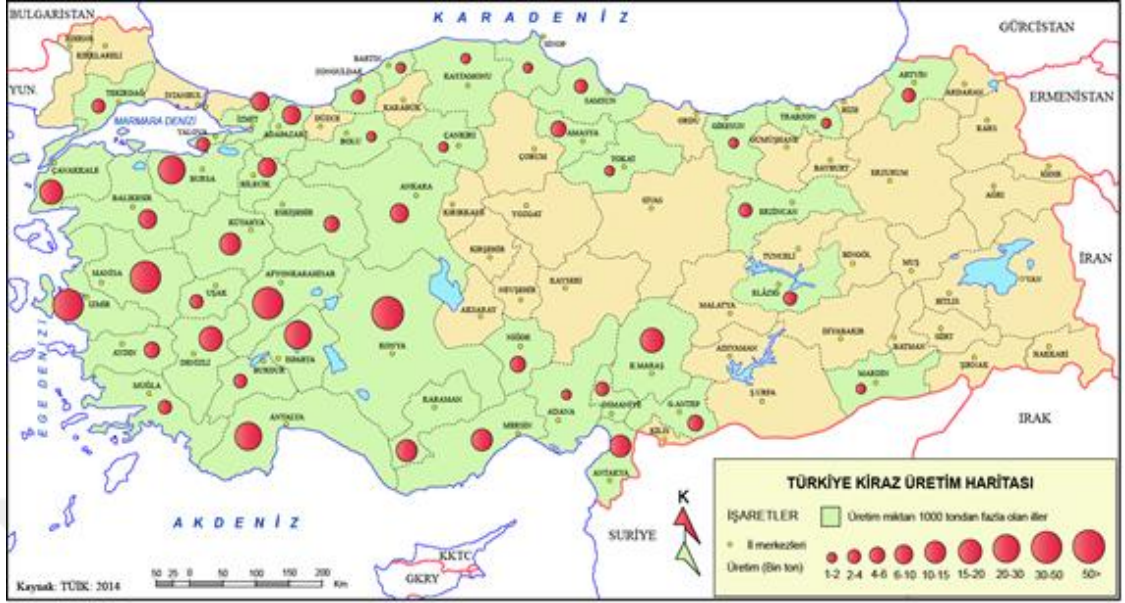 BULGARİSTAN
KARADENİZ
GÜRCİSTAN
YUN.
ERMENİSTAN
MARMARA DENİZİ
KIRKLARELİ
TEKİRDAĞ
İSTANBUL
YALOVA
İZMİT
ADAPAZARI
DÜZCE
ZONGULDAK
BARTIN
KARABÜK
KASTAMONU
SİNOP
SAMSUN
BOLU
ÇANKIRI
ÇORUM
AMASYA
TOKAT
ORDU
GİRESUN
GÜMÜŞHANE
TRABZON
RİZE
ARTVİN
ARDAHAN
KARS
BAYBURT
ERZURUM
IĞDIR
AĞRI
ÇANAKKALE
BALIKESİR
BURSA
BİLECİK
ESKİŞEHİR
KÜTAHYA
ANKARA
KIRIKKALE
YOZGAT
SİVAS
ERZİNCAN
TUNCELİ
BİNGÖL
MUŞ
VAN
İRAN
MANİSA
İZMİR
UŞAK
AFYONKARAHİSAR
KIRŞEHİR
NEVŞEHİR
KAYSERİ
AKSARAY
MALATYA
ELAZIĞ
BİTLİS
DİYARBAKIR
BATMAN
SİİRT
ŞIRNAK
HAKKARİ
EGE DENİZİ
AYDIN
DENİZLİ
BURDUR
ISPARTA
KONYA
NİĞDE
K.MARAŞ
ADIYAMAN
MARDİN
Ş.URFA
MUĞLA
ANTALYA
KARAMAN
MERSİN
ADANA
OSMANİYE
G.ANTEP
KİLİS
ANTAKYA
IRAK
SURİYE
AKDENİZ
KKTC
GKRY
K
Kaynak: TÜİK: 2014
50 25 0 50 100 150 200
Km
TÜRKİYE KİRAZ ÜRETİM HARİTASI
İŞARETLER
Üretim miktarı 1000 tondan fazla olan iller
İl merkezleri
Üretim (Bin ton)
1-2 2-4 4-6 6-10 10-15 15-20 20-30 30-50 50>